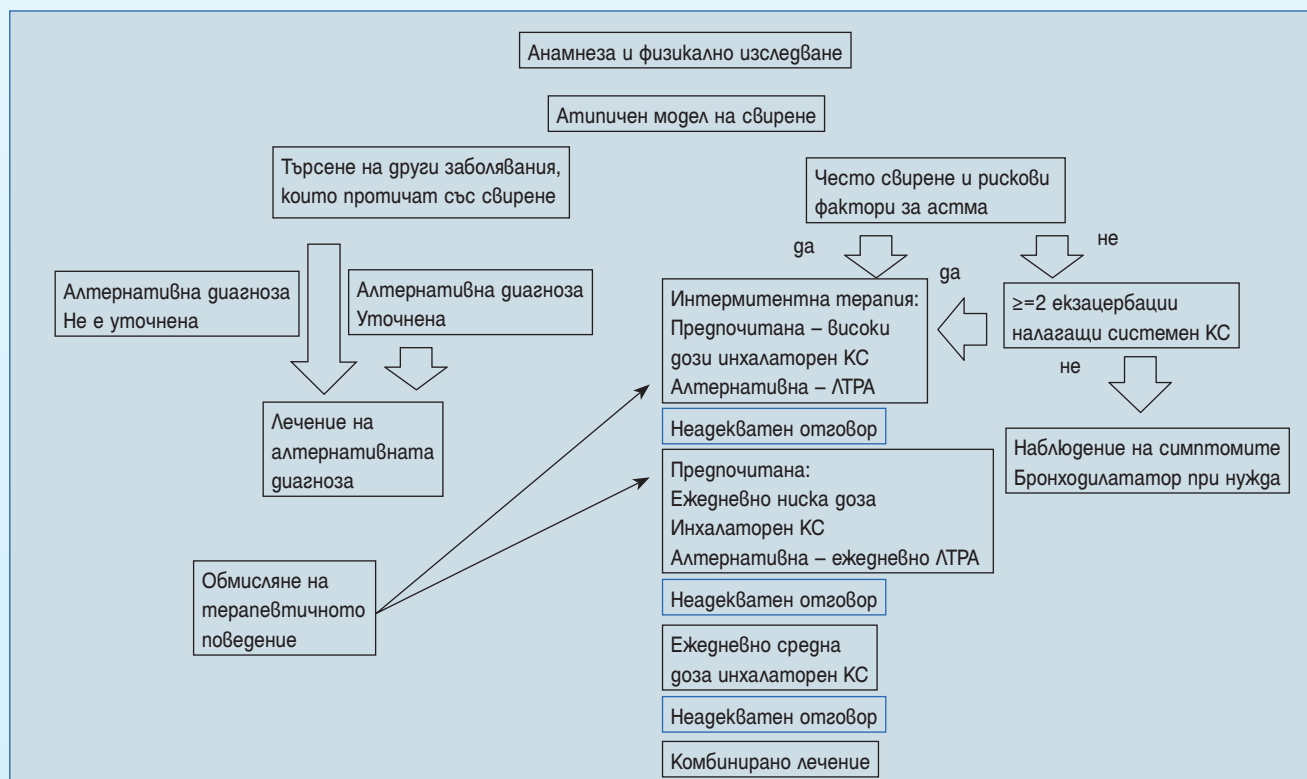 Анамнеза и физикално изследване
Атипичен модел на свирене
Търсене на други заболявания,
които протичат със свирене
Често свирене и рискови
фактори за астма
да
не
Алтернативна диагноза
Не е уточнена
Алтернативна диагноза
Уточнена
Интермитентна терапия:
Предпочитана – високи
дози инхалаторен КС
Алтернативна – ЛТРА
да
≥=2 екзацербации
налагащи системен КС
не
Лечение на
алтернативната
диагноза
Неадекватен отговор
Наблюдение на симптомите
Бронходилататор при нужда
Предпочитана:
Ежедневно ниска доза
Инхалаторен КС
Алтернативна – ежедневно ЛТРА
Обмисляне на
терапевтичното
поведение
Неадекватен отговор
Ежедневно средна
доза инхалаторен КС
Неадекватен отговор
Комбинирано лечение